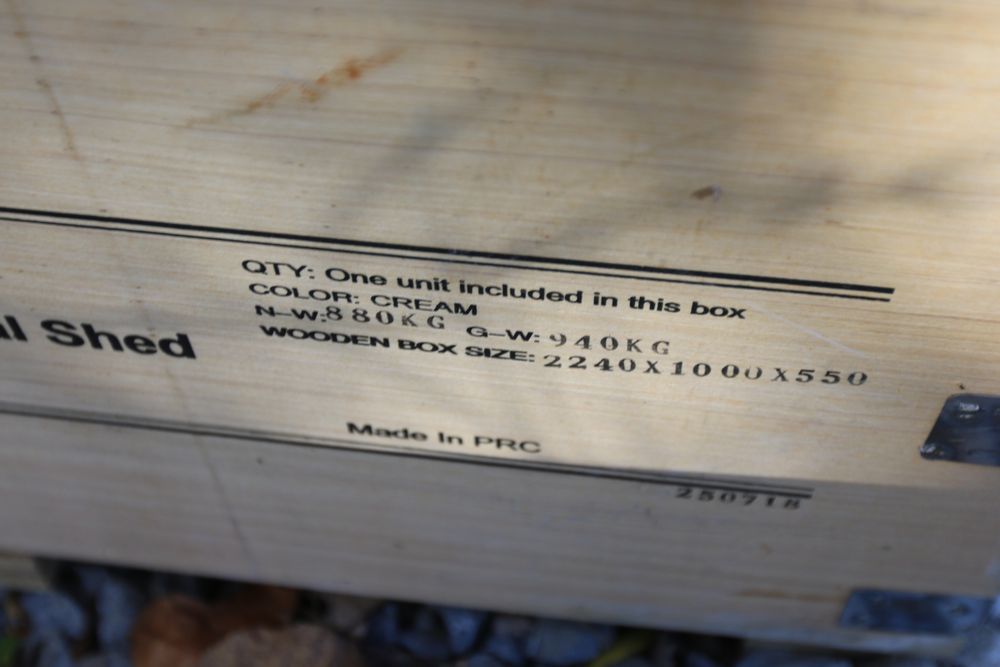 QTY: One unit included in this box
COLOR: CREAM
N-W:880KG G-W:940KG
WOODEN BOX SIZE:2240X1000X550
al Shed
Made In PRC
250718